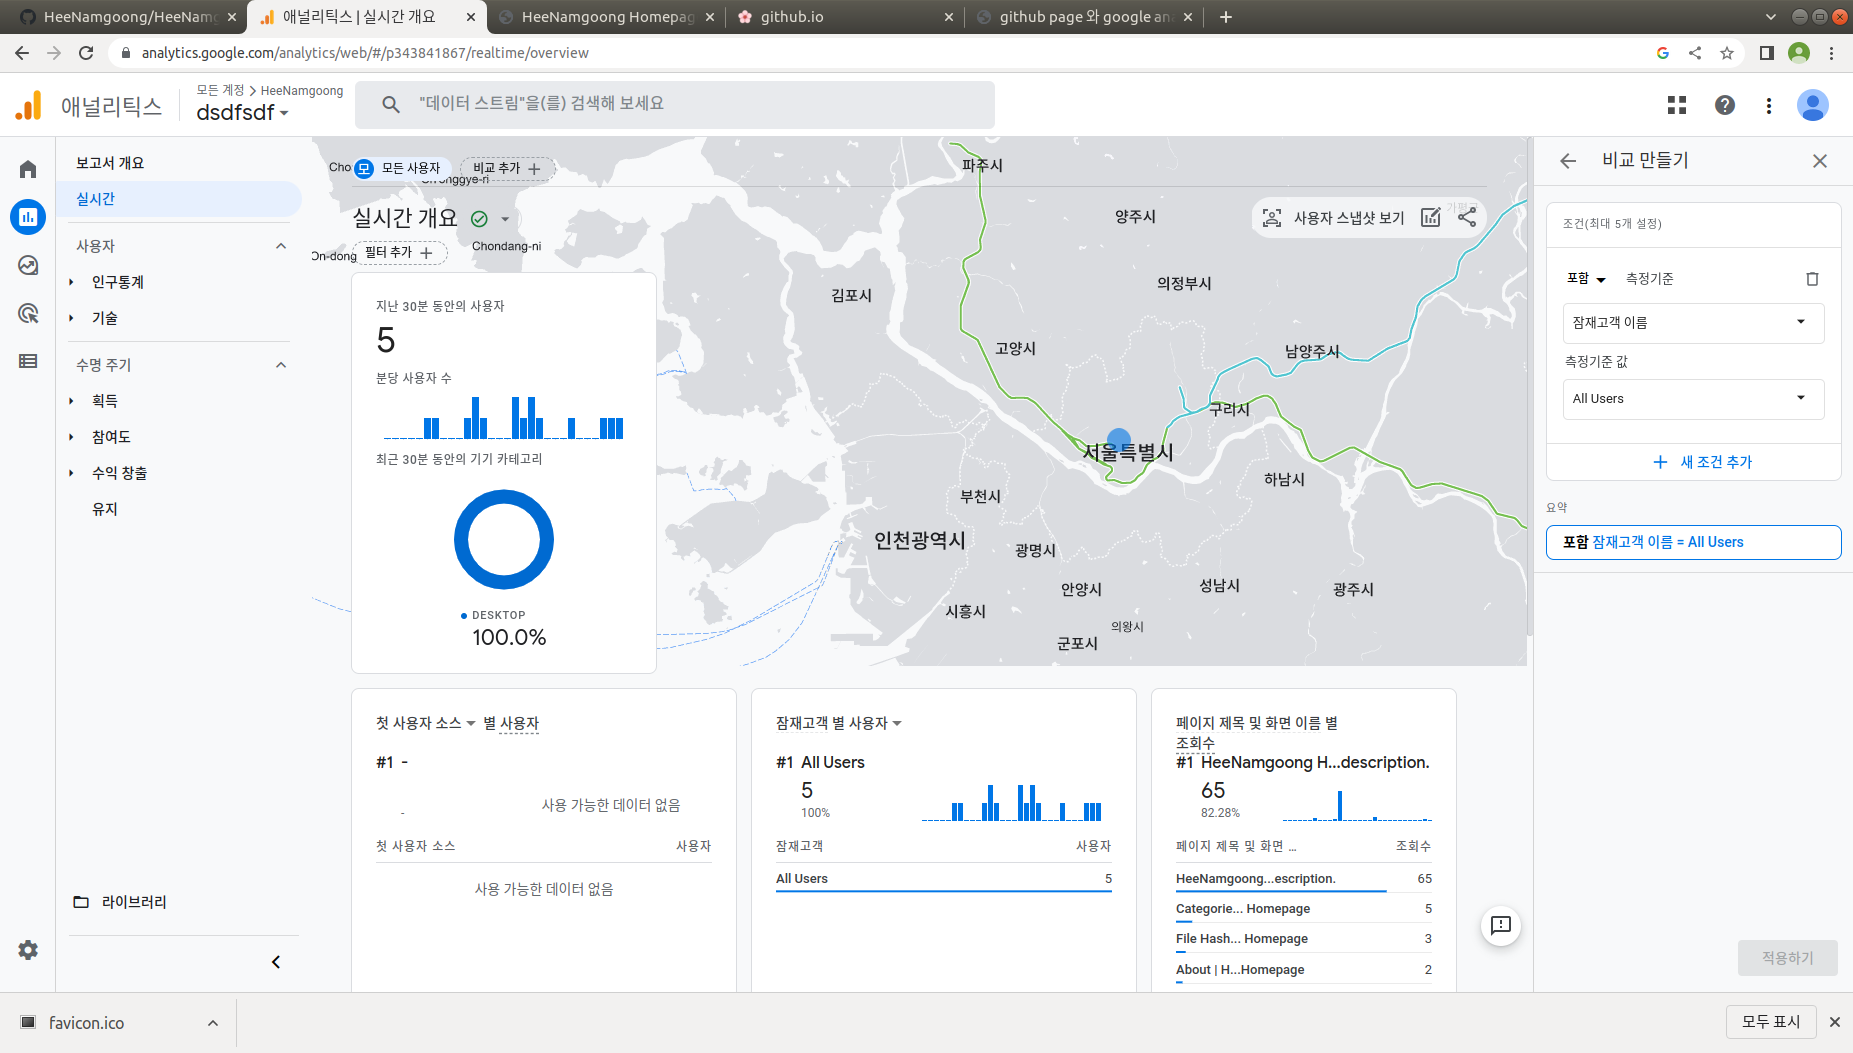 HeeNamgoong/HeeNamg
애널리틱스 | 실시간 개요
HeeNamgoong Homepag
github.io
github page 와 google an
analytics.google.com/analytics/web/#/p343841867/realtime/overview
애널리틱스
모든 계정 > HeeNamgoong
dsdfsdf
"데이터 스트림"을(를) 검색해 보세요
보고서 개요
실시간
사용자
인구통계
기술
수명 주기
획득
참여도
수익 창출
유지
라이브러리
Cho
모 모든 사용자
비교 추가
실시간 개요
Chondang-ni
On-dong
필터 추가
사용자 스냅샷 보기
지난 30분 동안의 사용자
5
분당 사용자 수
최근 30분 동안의 기기 카테고리
DESKTOP
100.0%
파주시
양주시
의정부시
김포시
고양시
남양주시
구리시
서울특별시
하남시
부천시
인천광역시
광명시
안양시
성남시
광주시
시흥시
의왕시
군포시
첫 사용자 소스 별 사용자
#1 -
-
사용 가능한 데이터 없음
첫 사용자 소스 사용자
사용 가능한 데이터 없음
잠재고객 별 사용자
#1 All Users
5
100%
잠재고객 사용자
All Users 5
페이지 제목 및 화면 이름 별
조회수
#1 HeeNamgoong H...description.
65
82.28%
페이지 제목 및 화면 ... 조회수
HeeNamgoong...escription. 65
Categorie... Homepage 5
File Hash... Homepage 3
About | H...Homepage 2
비교 만들기
조건(최대 5개 설정)
포함 측정기준
잠재고객 이름
측정기준 값
All Users
새 조건 추가
요약
포함 잠재고객 이름 = All Users
적용하기
favicon.ico
모두 표시